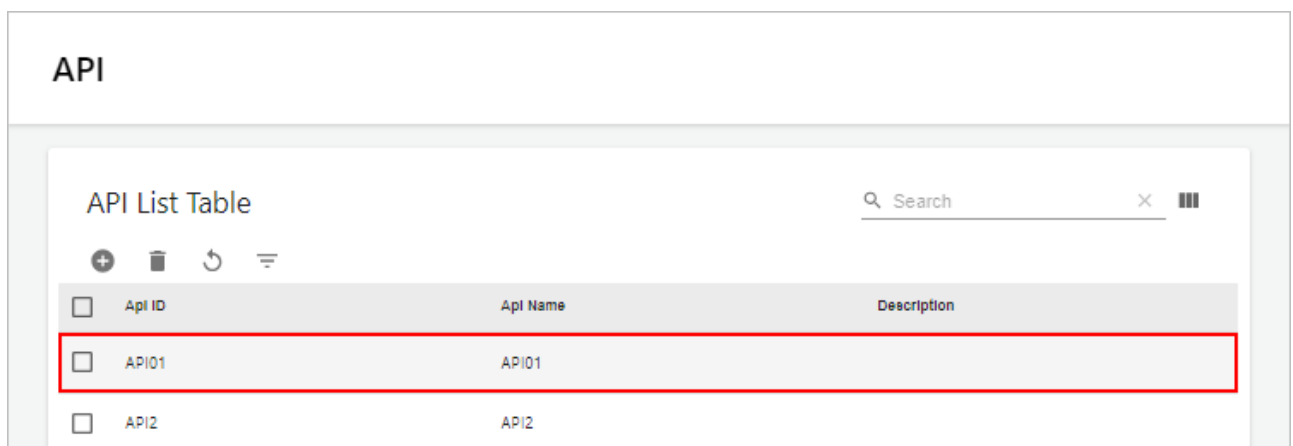 API
API List Table
Search
Api ID Api Name Description
API01 API01
API2 API2